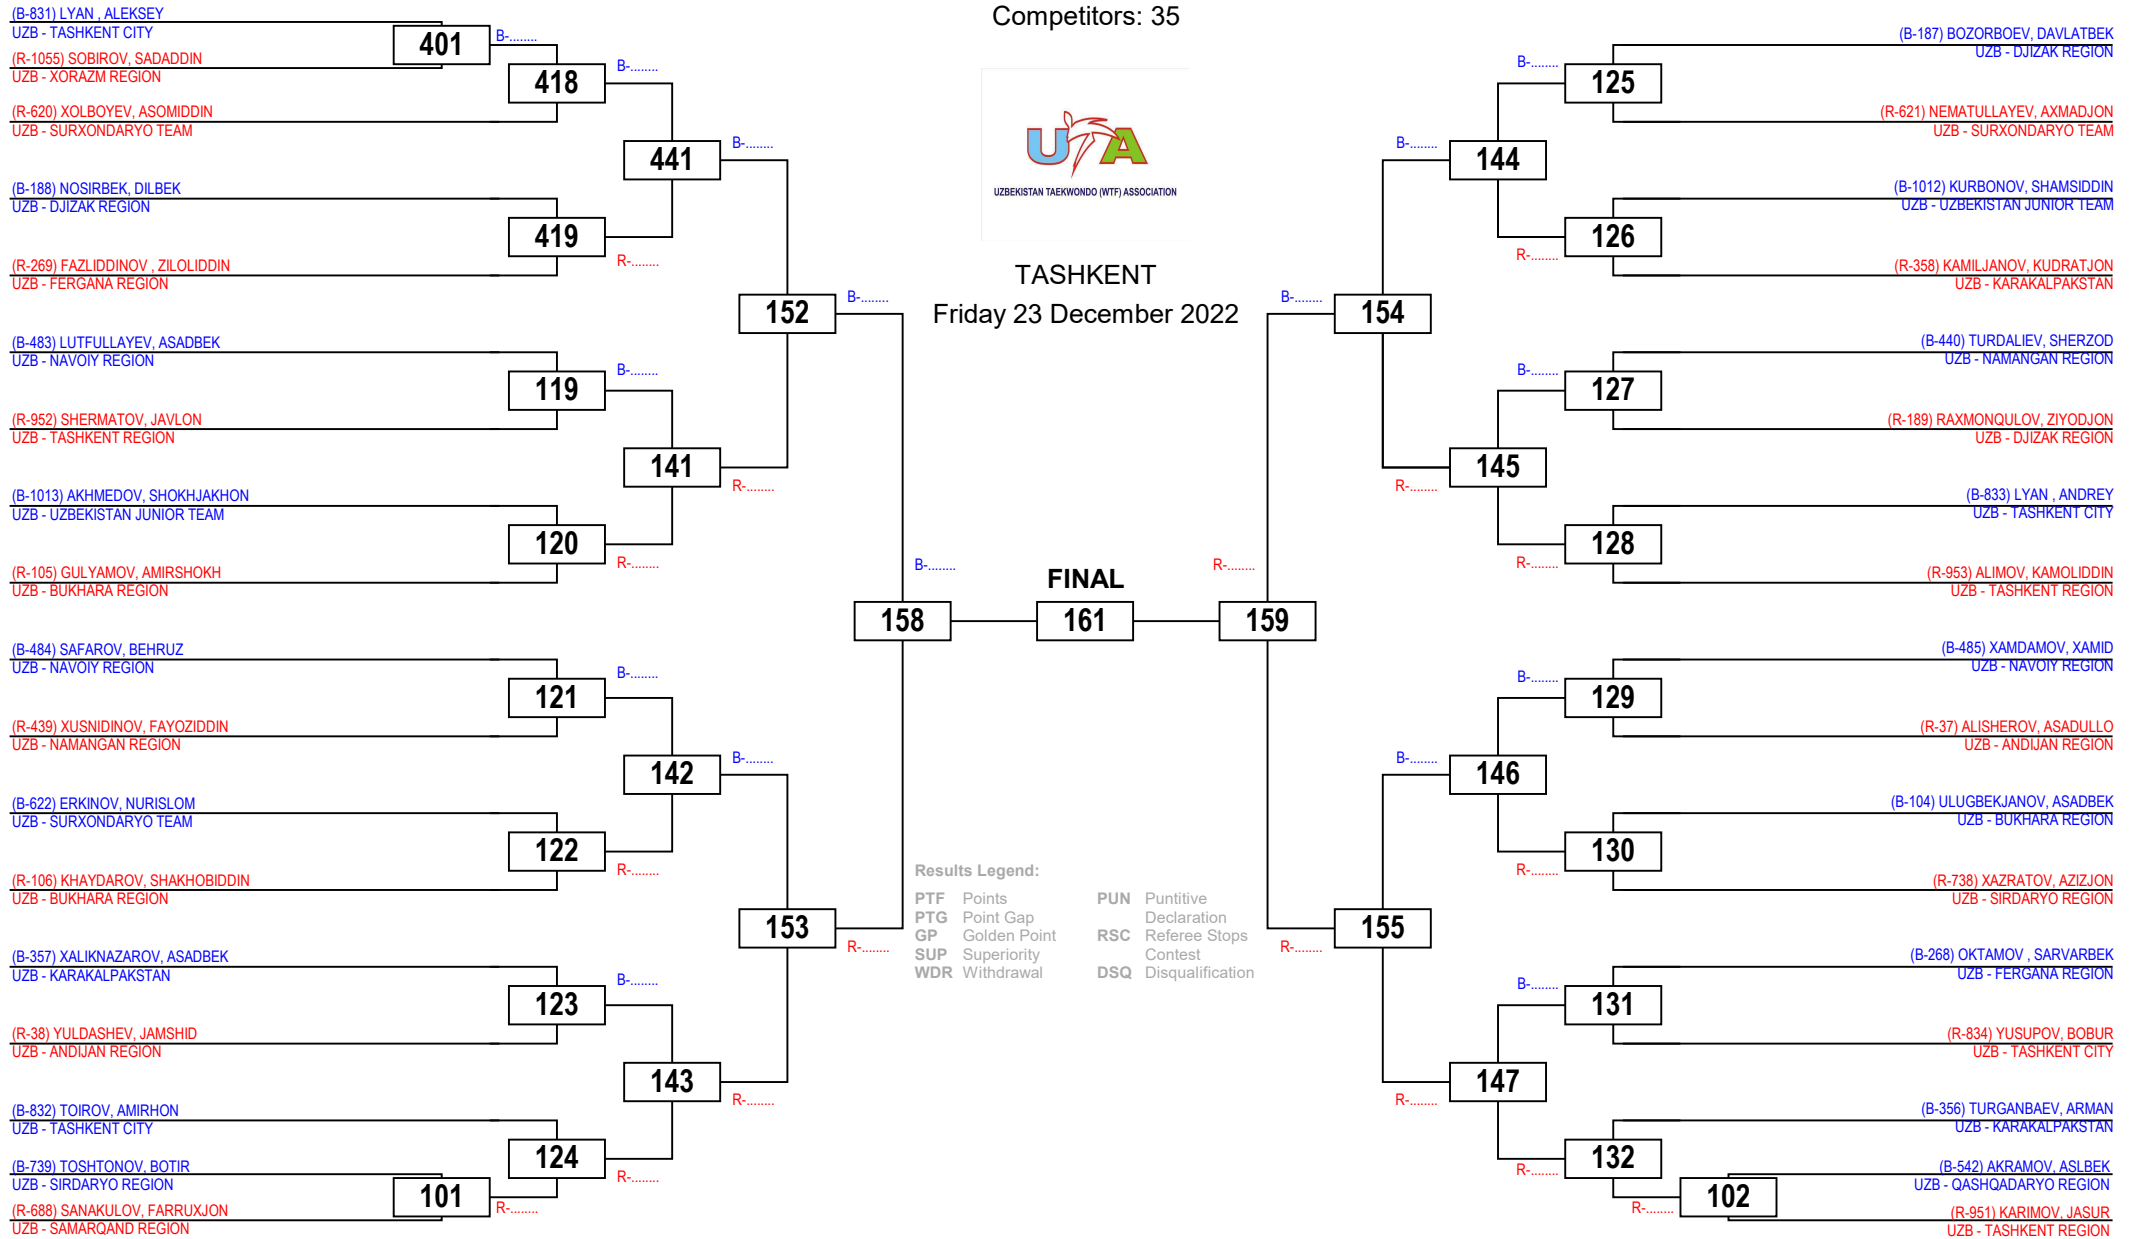 Competitors: 35
UTA
UZBEKISTAN TAEKWONDO (WTF) ASSOCIATION
TASHKENT
Friday 23 December 2022
(B-831) LYAN , ALEKSEY
UZB - TASHKENT CITY
401
B-........
(R-1055) SOBIROV, SADADDIN
UZB - XORAZM REGION
418
B-........
(R-620) XOLBOYEV, ASOMIDDIN
UZB - SURXONDARYO TEAM
441
B-........
(B-188) NOSIRBEK, DILBEK
UZB - DJIZAK REGION
419
R-........
(R-269) FAZLIDDINOV , ZILOLIDDIN
UZB - FERGANA REGION
152
B-........
(B-483) LUTFULLAYEV, ASADBEK
UZB - NAVOIY REGION
119
B-........
(R-952) SHERMATOV, JAVLON
UZB - TASHKENT REGION
141
R-........
(B-1013) AKHMEDOV, SHOKHJAKHON
UZB - UZBEKISTAN JUNIOR TEAM
120
R-........
(R-105) GULYAMOV, AMIRSHOKH
UZB - BUKHARA REGION
B-........
158
(B-484) SAFAROV, BEHRUZ
UZB - NAVOIY REGION
121
B-........
(R-439) XUSNIDINOV, FAYOZIDDIN
UZB - NAMANGAN REGION
142
B-........
(B-622) ERKINOV, NURISLOM
UZB - SURXONDARYO TEAM
122
R-........
(R-106) KHAYDAROV, SHAKHOBIDDIN
UZB - BUKHARA REGION
153
R-........
(B-357) XALIKNAZAROV, ASADBEK
UZB - KARAKALPAKSTAN
123
B-........
(R-38) YULDASHEV, JAMSHID
UZB - ANDIJAN REGION
143
R-........
(B-832) TOIROV, AMIRHON
UZB - TASHKENT CITY
124
R-........
(B-739) TOSHTONOV, BOTIR
UZB - SIRDARYO REGION
101
R-........
(R-688) SANAKULOV, FARRUXJON
UZB - SAMARQAND REGION
FINAL
161
Results Legend:
PTF Points
PTG Point Gap
GP Golden Point
SUP Superiority
WDR Withdrawal
PUN Puntitive
Declaration
RSC Referee Stops
Contest
DSQ Disqualification
(B-187) BOZORBOEV, DAVLATBEK
UZB - DJIZAK REGION
B-........
125
(R-621) NEMATULLAYEV, AXMADJON
UZB - SURXONDARYO TEAM
B-........
144
(B-1012) KURBONOV, SHAMSIDDIN
UZB - UZBEKISTAN JUNIOR TEAM
126
R-........
(R-358) KAMILJANOV, KUDRATJON
UZB - KARAKALPAKSTAN
B-........
154
(B-440) TURDALIEV, SHERZOD
UZB - NAMANGAN REGION
B-........
127
(R-189) RAXMONQULOV, ZIYODJON
UZB - DJIZAK REGION
145
R-........
(B-833) LYAN , ANDREY
UZB - TASHKENT CITY
128
R-........
(R-953) ALIMOV, KAMOLIDDIN
UZB - TASHKENT REGION
R-........
159
(B-485) XAMDAMOV, XAMID
UZB - NAVOIY REGION
B-........
129
(R-37) ALISHEROV, ASADULLO
UZB - ANDIJAN REGION
B-........
146
(B-104) ULUGBEKJANOV, ASADBEK
UZB - BUKHARA REGION
130
R-........
(R-738) XAZRATOV, AZIZJON
UZB - SIRDARYO REGION
155
R-........
(B-268) OKTAMOV , SARVARBEK
UZB - FERGANA REGION
B-........
131
(R-834) YUSUPOV, BOBUR
UZB - TASHKENT CITY
147
R-........
(B-356) TURGANBAEV, ARMAN
UZB - KARAKALPAKSTAN
132
R-........
(B-542) AKRAMOV, ASLBEK
UZB - QASHQADARYO REGION
102
R-........
(R-951) KARIMOV, JASUR
UZB - TASHKENT REGION